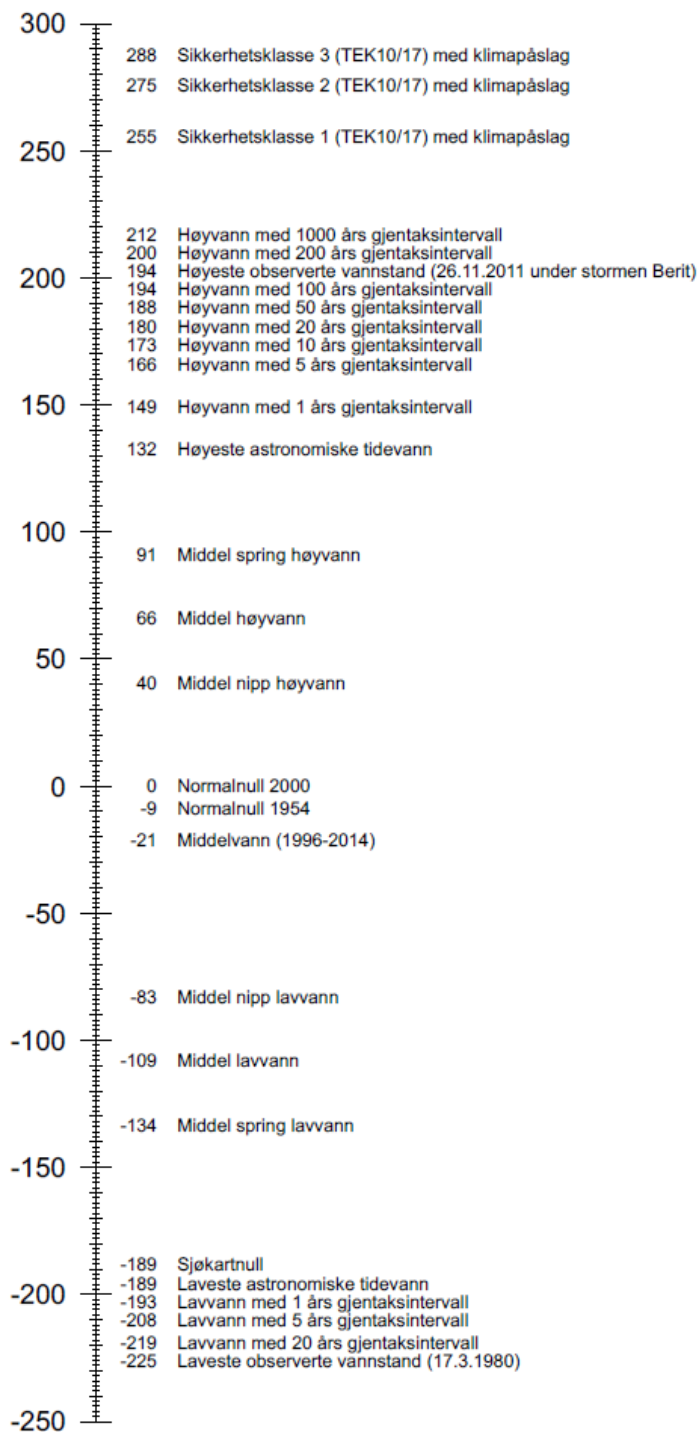 300
288 Sikkerhetsklasse 3 (TEK10/17) med klimapåslag
275 Sikkerhetsklasse 2 (TEK10/17) med klimapåslag
255 Sikkerhetsklasse 1 (TEK10/17) med klimapåslag
250
212 Høyvann med 1000 års gjentaksintervall
200 Høyvann med 200 års gjentaksintervall
194 Høyeste observerte vannstand (26.11.2011 under stormen Berit)
200
194 Høyvann med 100 års gjentaksintervall
188 Høyvann med 50 års gjentaksintervall
180 Høyvann med 20 års gjentaksintervall
173 Høyvann med 10 års gjentaksintervall
166 Høyvann med 5 års gjentaksintervall
150
149 Høyvann med 1 års gjentaksintervall
132 Høyeste astronomiske tidevann
100
91 Middel spring høyvann
66 Middel høyvann
50
40 Middel nipp høyvann
0
0 Normalnull 2000
-9 Normalnull 1954
-21 Middelvann (1996-2014)
-50
-83 Middel nipp lavvann
-100
-109 Middel lavvann
-134 Middel spring lavvann
-150
-189 Sjøkartnull
-189 Laveste astronomiske tidevann
-200
-193 Lavvann med 1 års gjentaksintervall
-208 Lavvann med 5 års gjentaksintervall
-219 Lavvann med 20 års gjentaksintervall
-225 Laveste observerte vannstand (17.3.1980)
-250